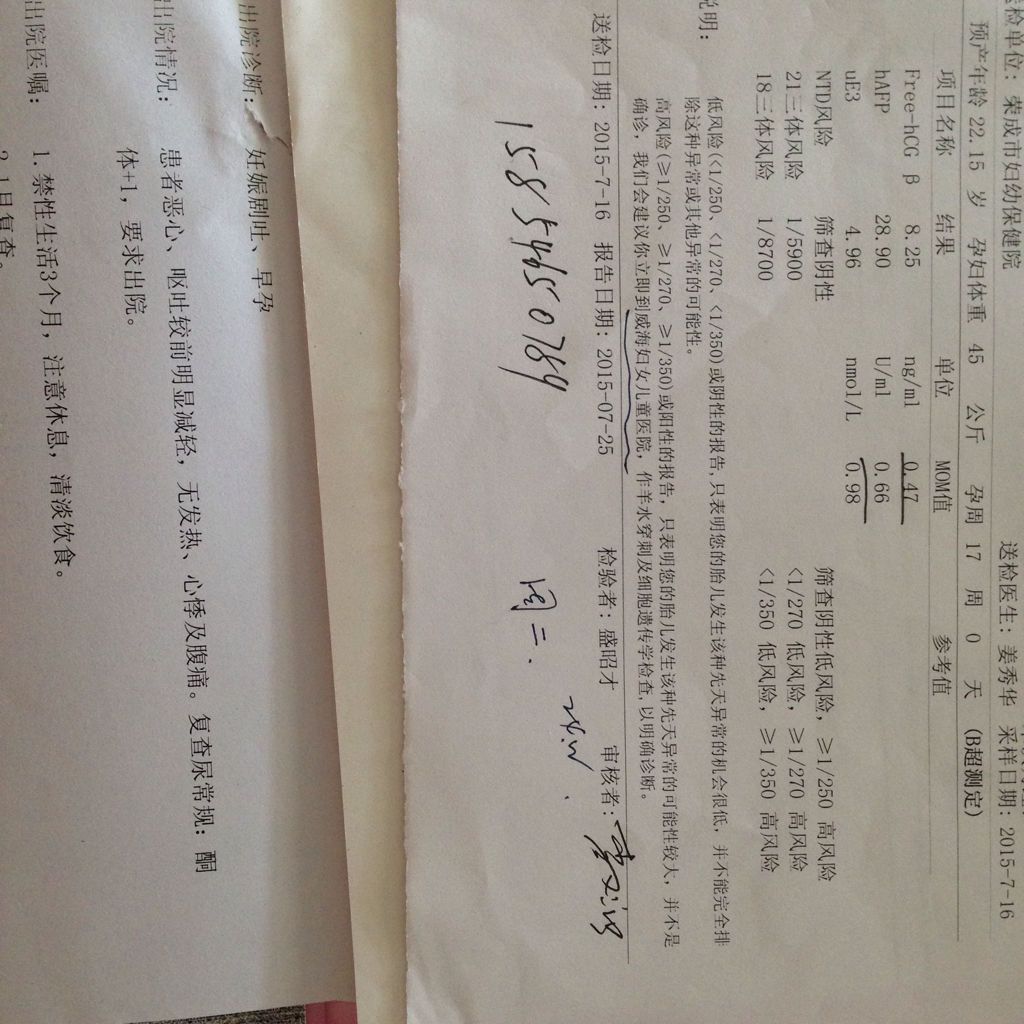 送检单位: 荣成市妇幼保健院 送检医生: 姜秀华 采样日期: 2015-7-16
预产年龄 22.15 岁 孕妇体重 45 公斤 孕周 17 周 0 天 (B超测定)
项目名称 结果 单位 MOM值 参考值
Free-hCG β 8.25 ng/ml 0.47
hAFP 28.90 U/ml 0.66
uE3 4.96 nmol/L 0.98
NTD风险 筛查阴性 筛查阴性低风险, ≥1/250 高风险
21三体风险 1/5900 <1/270 低风险, ≥1/270 高风险
18三体风险 1/8700 <1/350 低风险, ≥1/350 高风险
说明:
低风险(<1/250、<1/270、<1/350)或阴性的报告,只表明您的胎儿发生该种先天异常的机会很低, 并不能完全排
除这种异常或其他异常的可能性。
高风险(≥1/250、≥1/270、≥1/350)或阳性的报告, 只表明您的胎儿发生该种先天异常的可能性较大, 并不是
确诊, 我们会建议你立即到威海妇女儿童医院, 作羊水穿刺及细胞遗传学检查,以明确诊断。
送检日期: 2015-7-16 报告日期: 2015-07-25 检验者: 盛昭才 审核者:
15854450789
周二.
出院诊断: 妊娠剧吐、早孕
出院情况: 患者恶心、呕吐较前明显减轻, 无发热、心悸及腹痛。复查尿常规: 酮
体+1, 要求出院。
出院医嘱: 1. 禁性生活3个月, 注意休息, 清淡饮食。
2.1月复查。